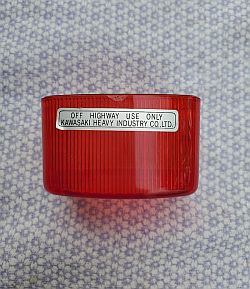 OFF HIGHWAY USE ONLY
KAWASAKI HEAVY INDUSTRY CO.LTD.